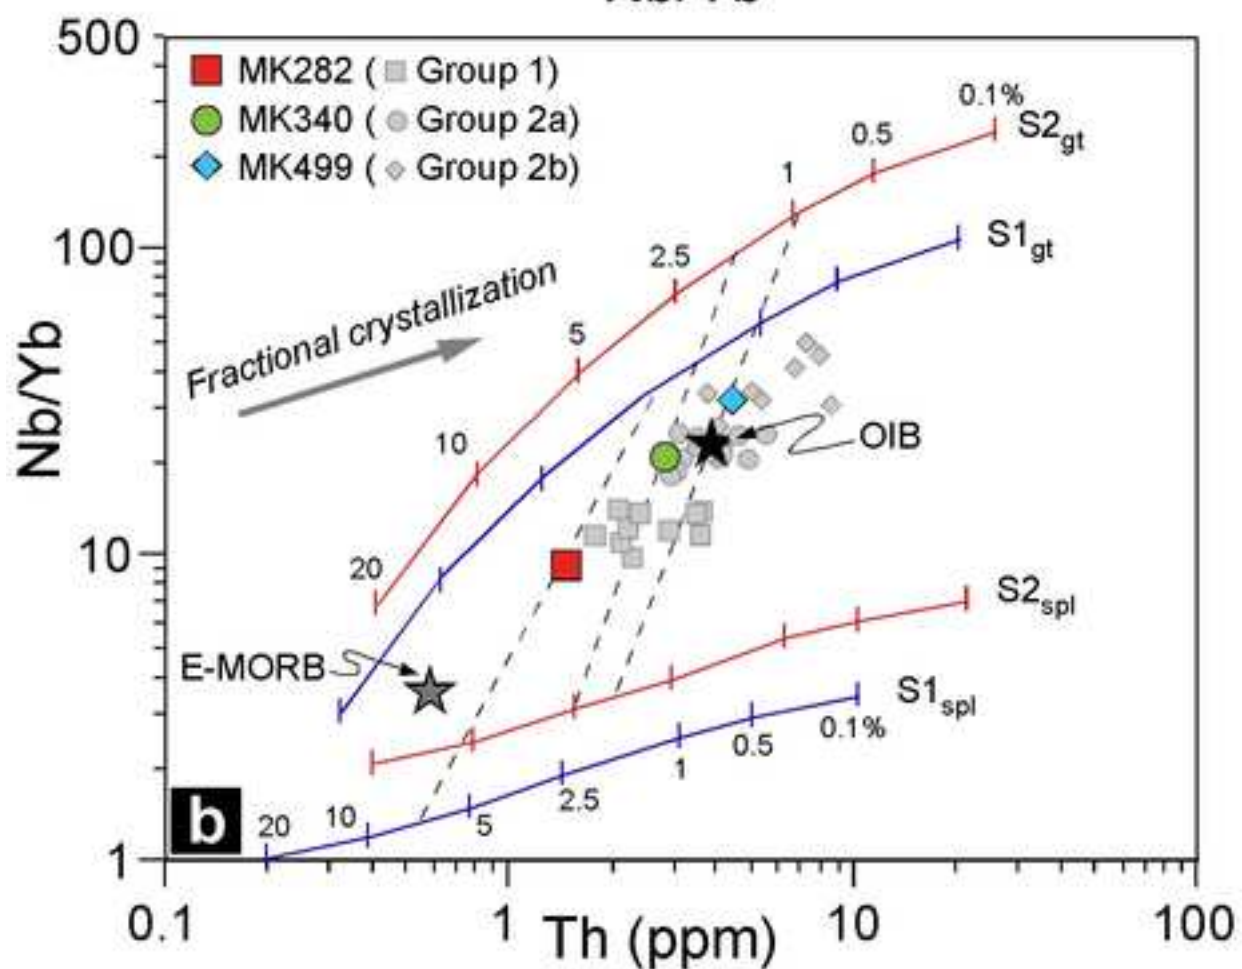 500
MK282 ( Group 1)
MK340 ( Group 2a)
MK499 ( Group 2b)
0.1%
S2gt
0.5
1
S1gt
100
2.5
Fractional crystallization
5
Nb/Yb
10
OIB
10
20
S2spl
E-MORB
S1spl
0.1%
0.5
1
2.5
b
20
10
5
1
0.1
1
Th (ppm)
10
100